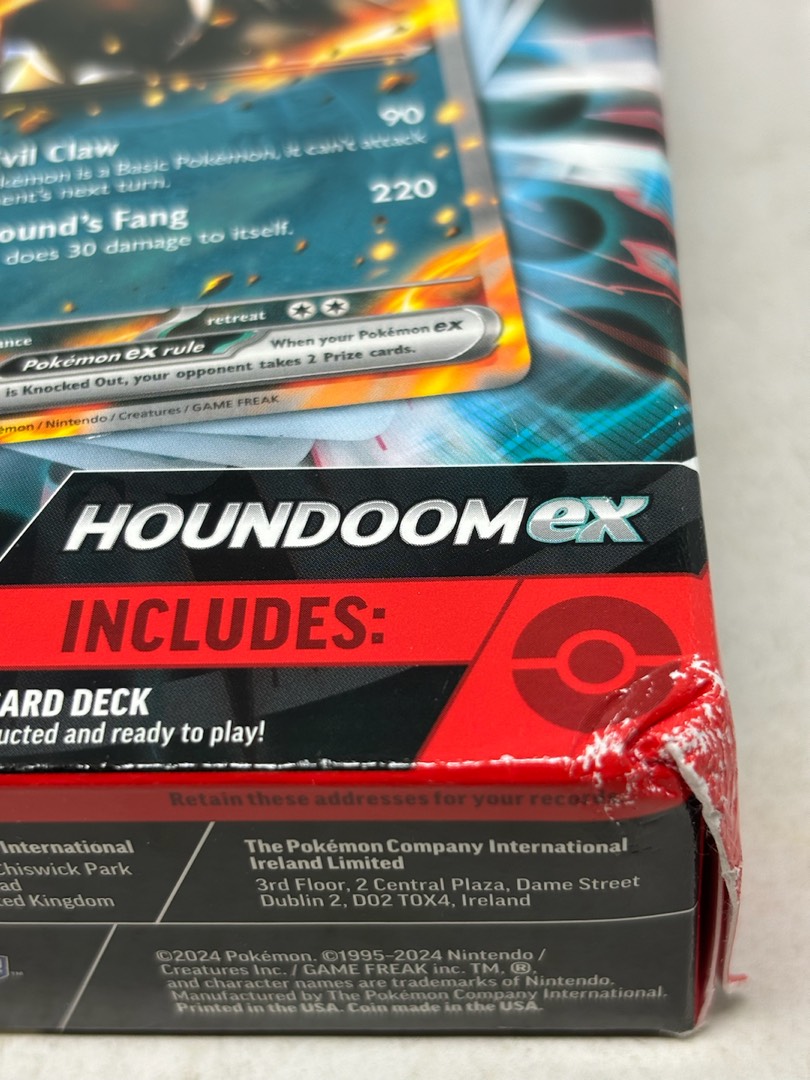 90
vil Claw
kémon is a Basic Pokémon, it can't attack
ent's next turn.
220
ound's Fang
does 30 damage to itself.
ance
retreat
Pokémon ex rule
When your Pokémon ex
is Knocked Out, your opponent takes 2 Prize cards.
émon / Nintendo / Creatures / GAME FREAK
HOUNDOOM ex
INCLUDES:
ARD DECK
ucted and ready to play!
Retain these addresses for your records.
International
Chiswick Park
ad
ted Kingdom
The Pokémon Company International
Ireland Limited
3rd Floor, 2 Central Plaza, Dame Street
Dublin 2, D02 T0X4, Ireland
TM
©2024 Pokémon. ©1995–2024 Nintendo /
Creatures Inc. / GAME FREAK inc. TM, ®,
and character names are trademarks of Nintendo.
Manufactured by The Pokémon Company International.
Printed in the USA. Coin made in the USA.